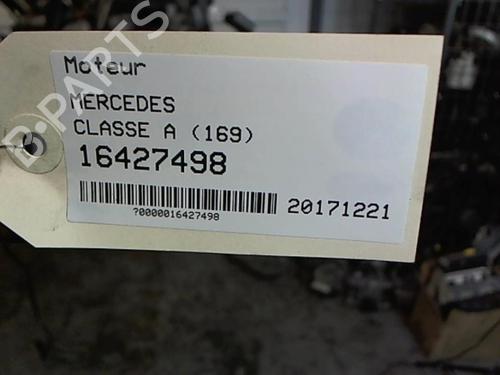 Moteur
MERCEDES
CLASSE A (169)
16427498
?0000016427498
20171221
B-PARTS